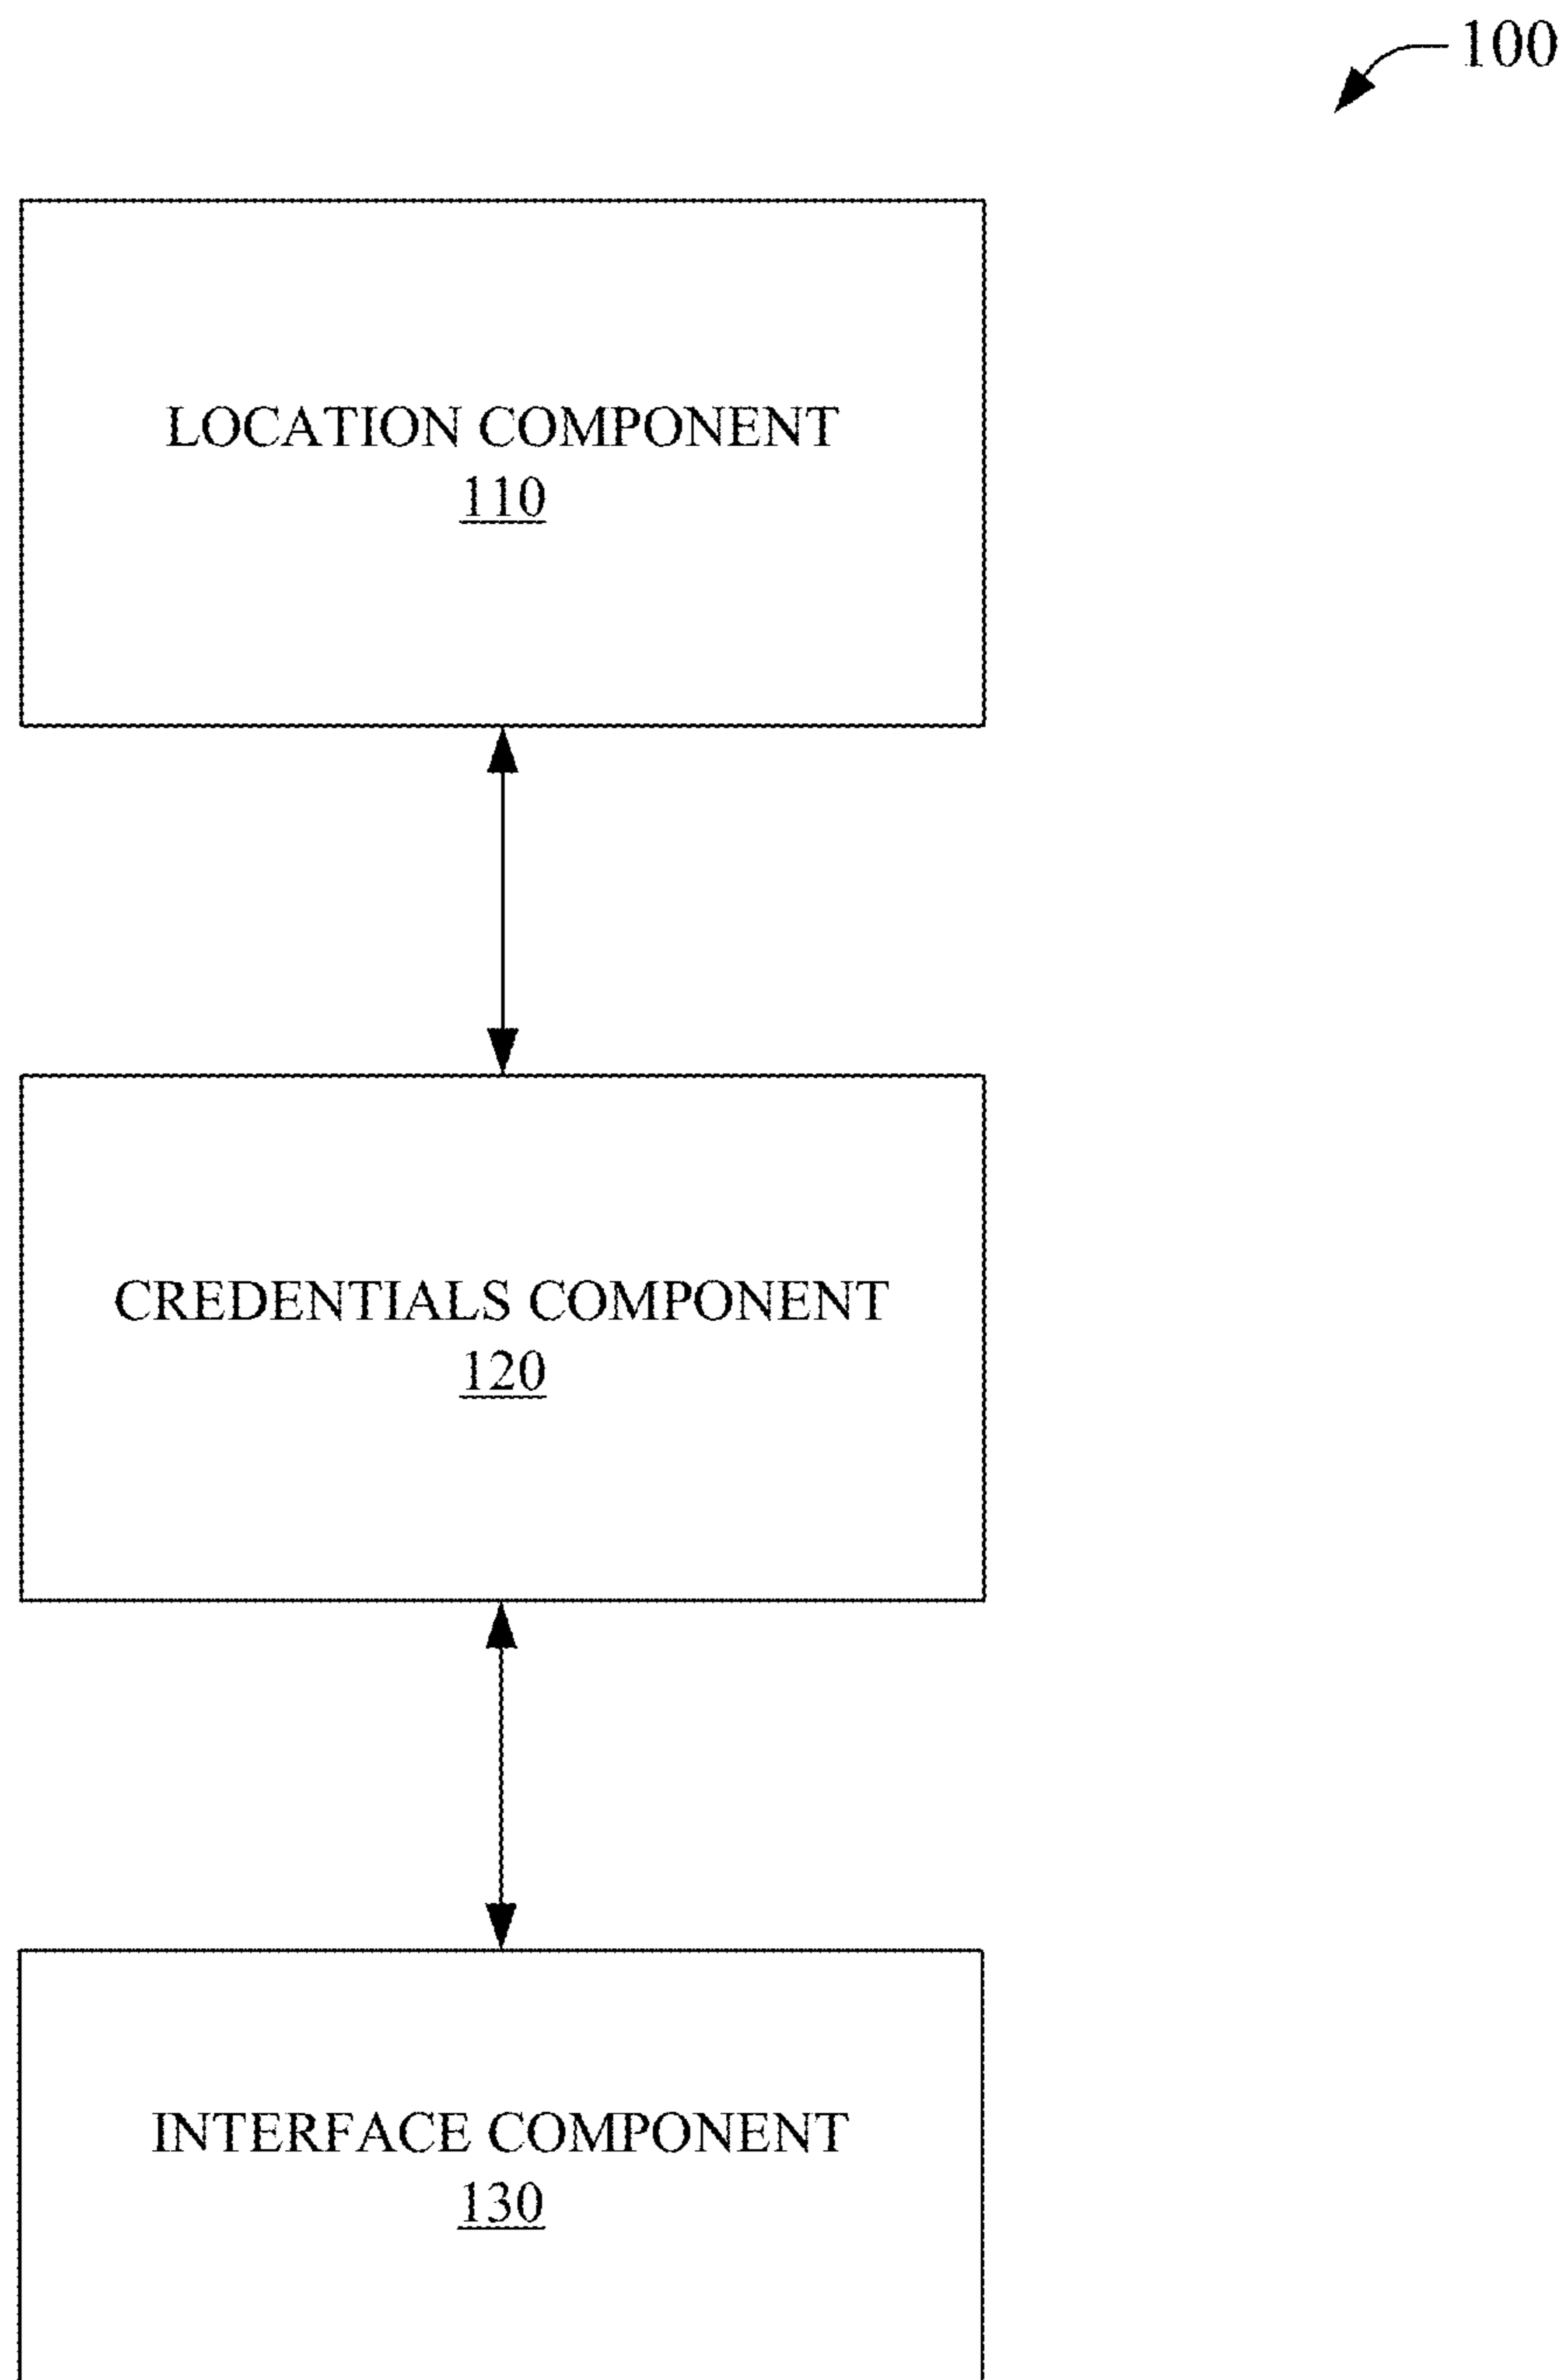 100
LOCATION COMPONENT
110
CREDENTIALS COMPONENT
120
INTERFACE COMPONENT
130